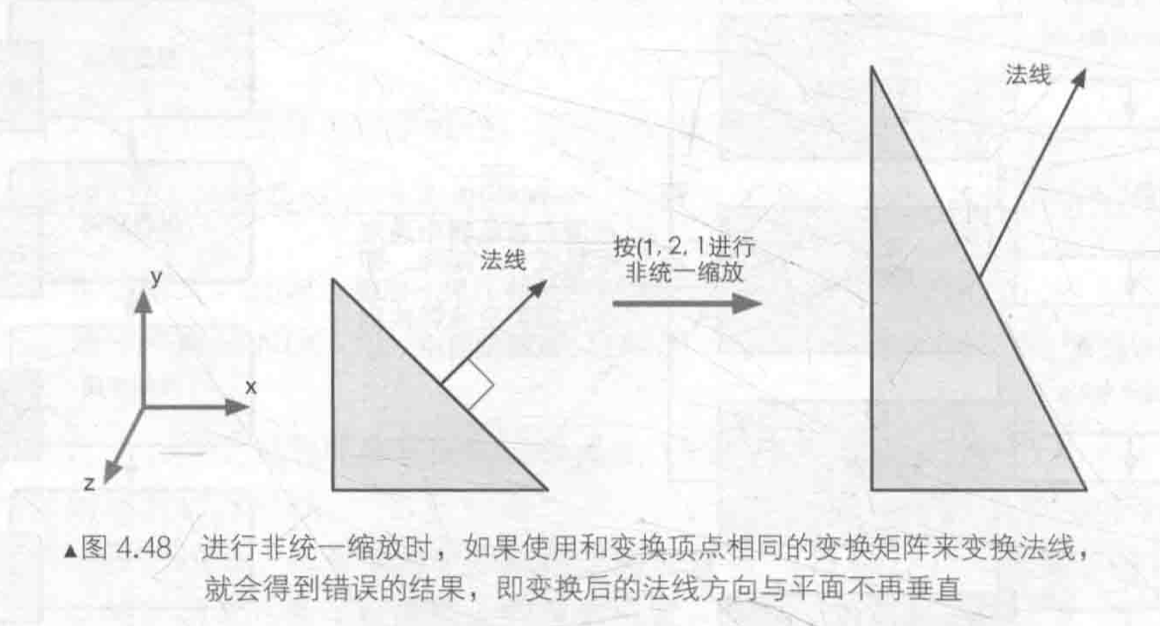 法线
法线
按(1, 2, 1进行
非统一缩放
y
x
z
▲图 4.48 进行非统一缩放时，如果使用和变换顶点相同的变换矩阵来变换法线，
就会得到错误的结果，即变换后的法线方向与平面不再垂直